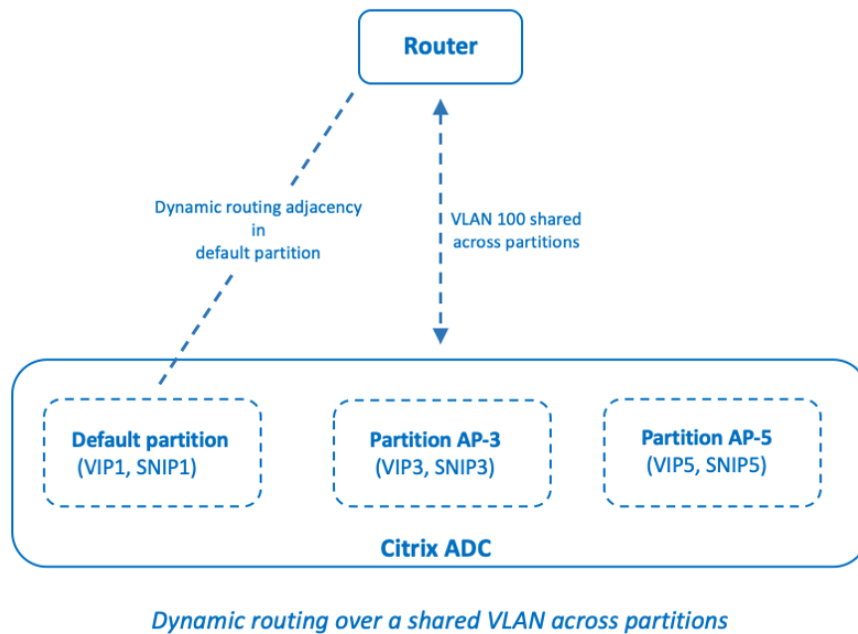 Router
Dynamic routing adjacency
in
default partition
VLAN 100 shared
across partitions
Default partition
(VIP1, SNIP1)
Partition AP-3
(VIP3, SNIP3)
Partition AP-5
(VIP5, SNIP5)
Citrix ADC
Dynamic routing over a shared VLAN across partitions